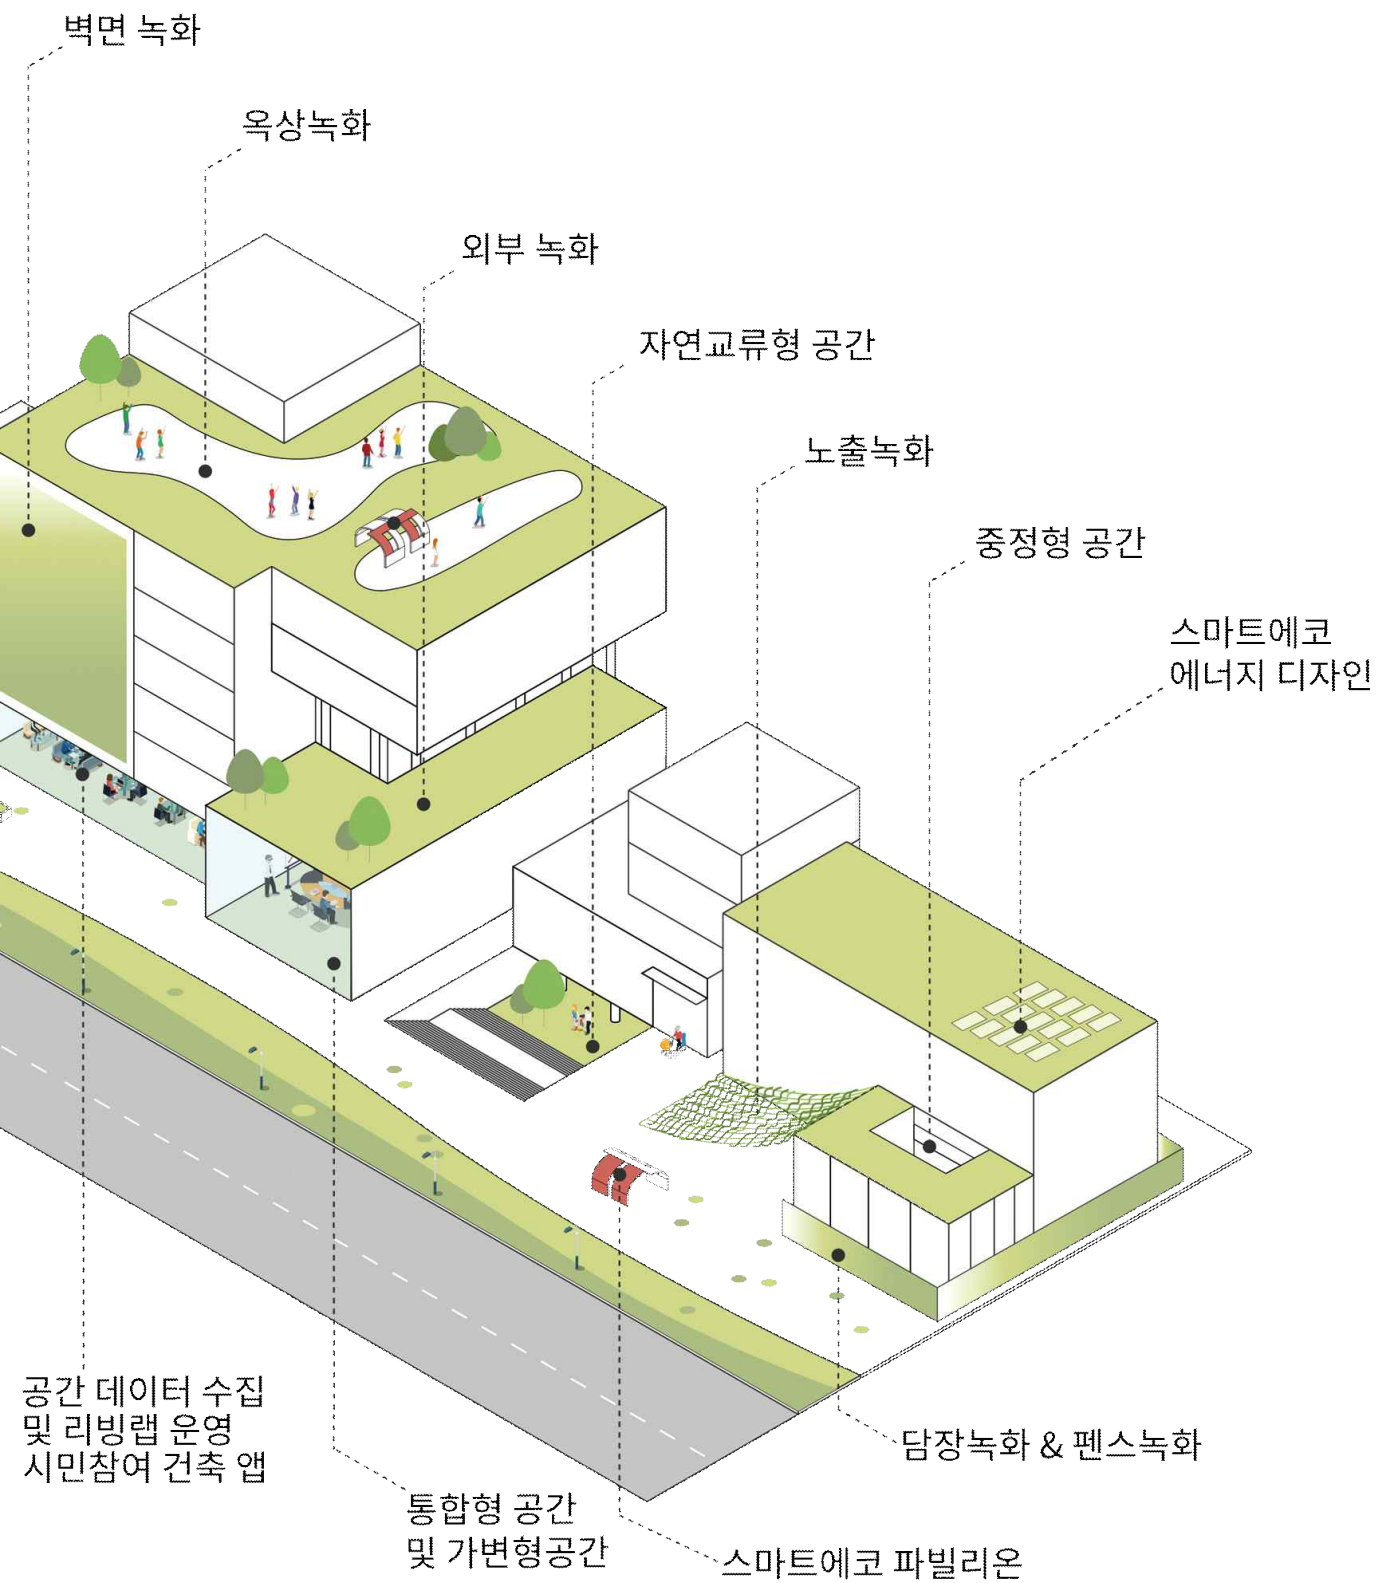 벽면 녹화
옥상녹화
외부 녹화
자연교류형 공간
노출녹화
중정형 공간
스마트에코
에너지 디자인
공간 데이터 수집
및 리빙랩 운영
시민참여 건축 앱
담장녹화 & 펜스녹화
통합형 공간
및 가변형공간
스마트에코 파빌리온